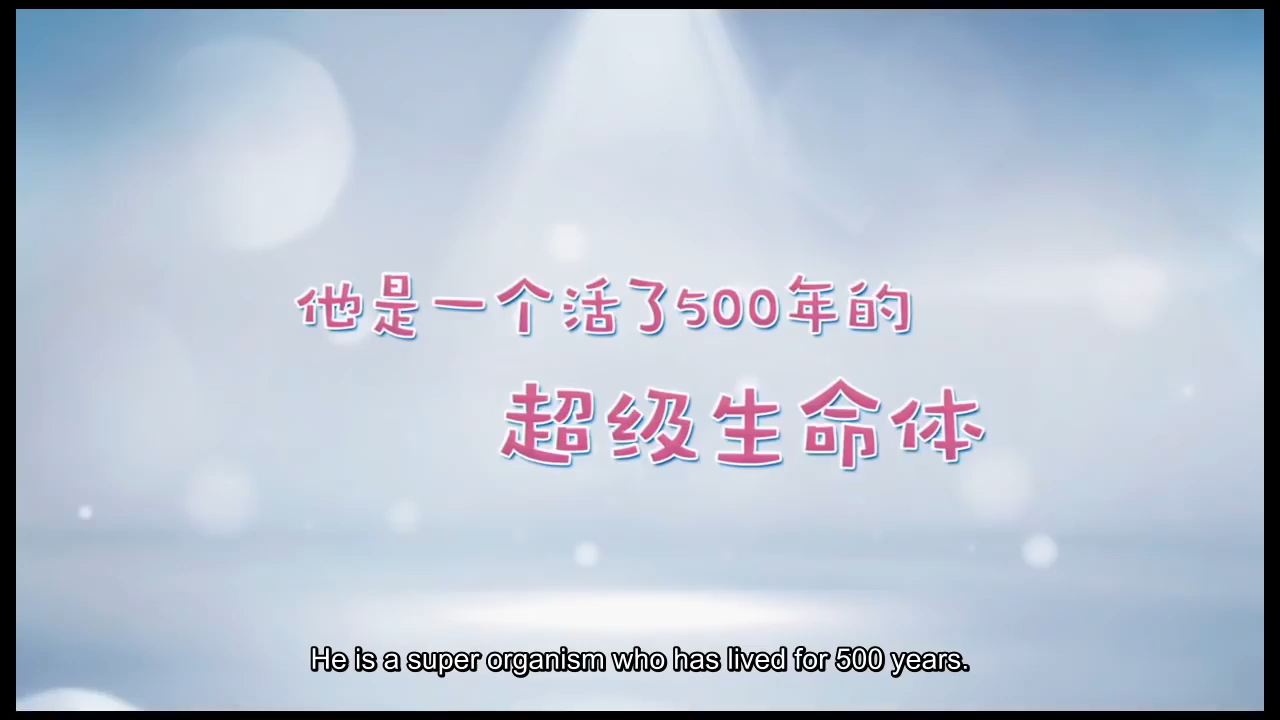 他是一个活了500年的
超级生命体
He is a super organism who has lived for 500 years.